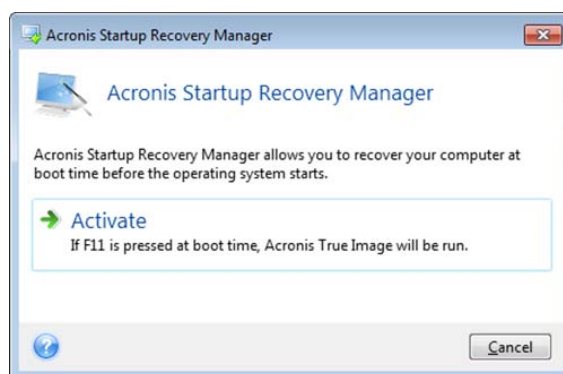 Acronis Startup Recovery Manager
Acronis Startup Recovery Manager
Acronis Startup Recovery Manager allows you to recover your computer at
boot time before the operating system starts.
Activate
If F11 is pressed at boot time, Acronis True Image will be run.
Cancel